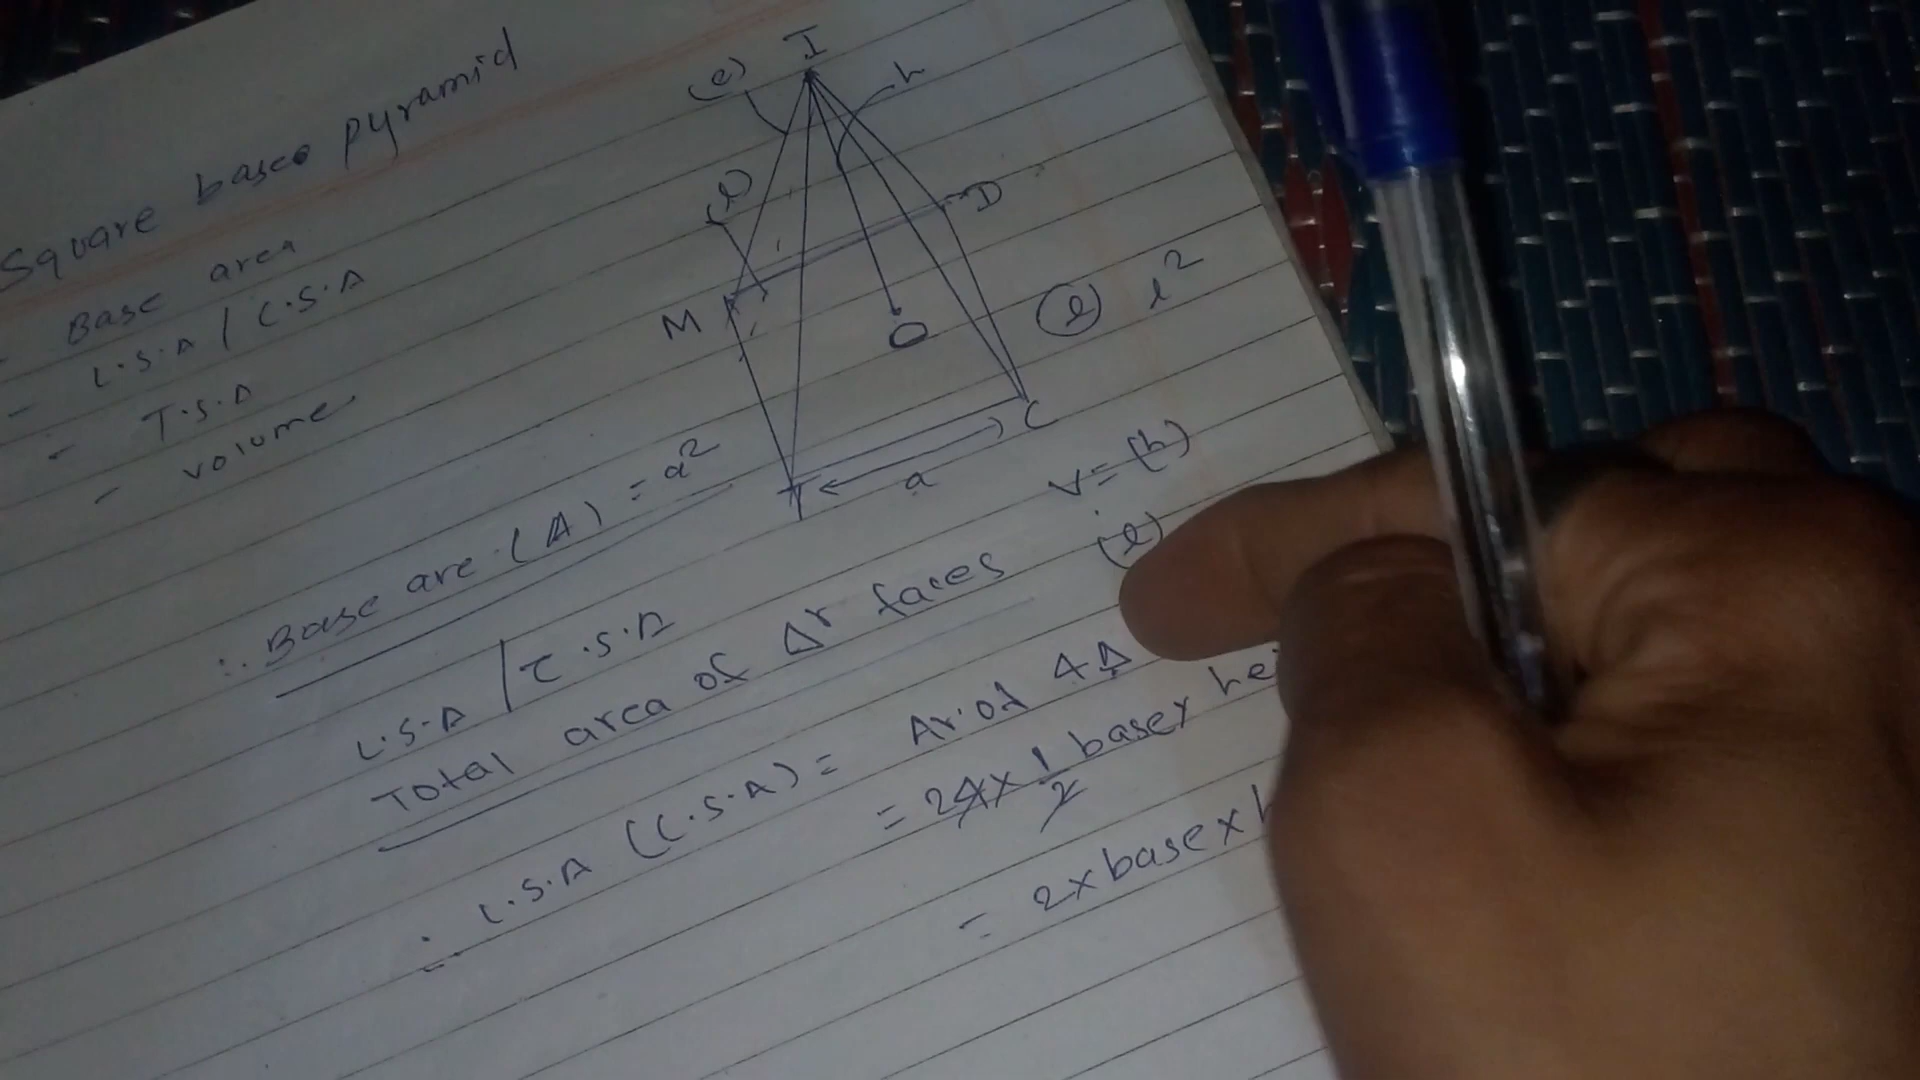 Square based pyramid
- Base area
- L.S.A / C.S.A
- T.S.A
- volume
I
(e)
h
(l)
D
M
O
(l) l²
C
T
a
∴ Base are (A) = a²
V = (h)
(l)
L.S.A / C.S.A
Total area of Δr faces
∴ L.S.A (C.S.A) = Ar. of 4Δ
= 24 × 1/2 base ×
= 2 × base ×